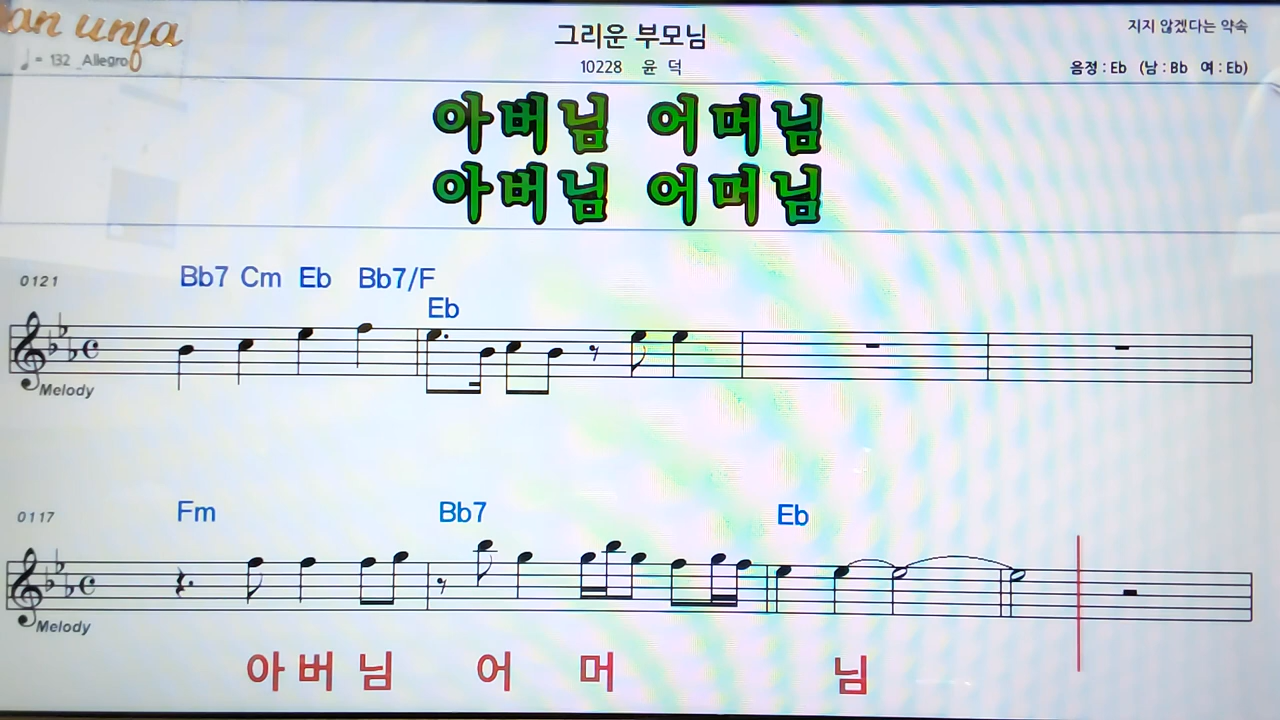 an unfa
♩ = 132 _Allegro
그리운 부모님
10228 윤 덕
지지 않겠다는 약속
음정 : Eb (남 : Bb 여 : Eb)
아버님 어머님
아버님 어머님
0121
Bb7 Cm Eb Bb7/F
Eb
Melody
0117
Fm Bb7 Eb
Melody
아 버 님 어 머 님